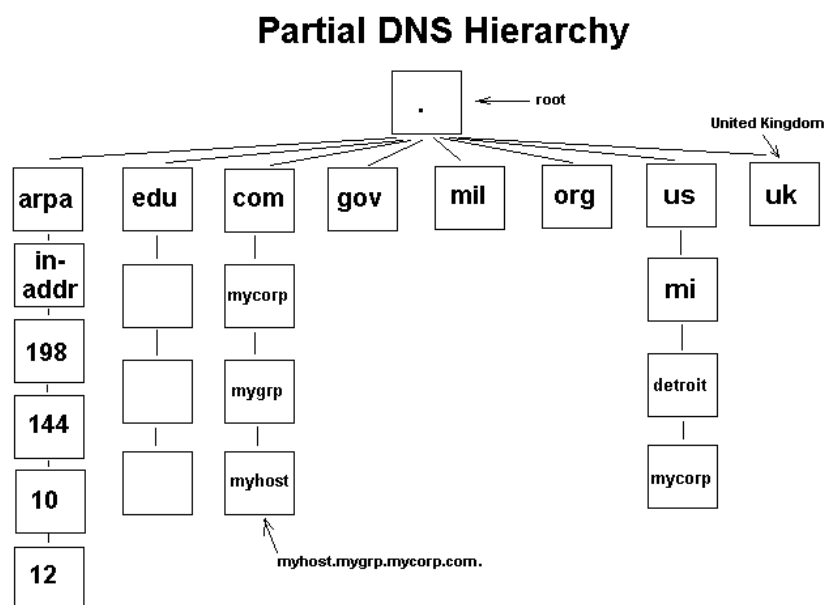 Partial DNS Hierarchy
.
root
United Kingdom
arpa
edu
com
gov
mil
org
us
uk
in-
addr
mycorp
mi
198
mygrp
detroit
144
myhost
mycorp
10
myhost.mygrp.mycorp.com.
12